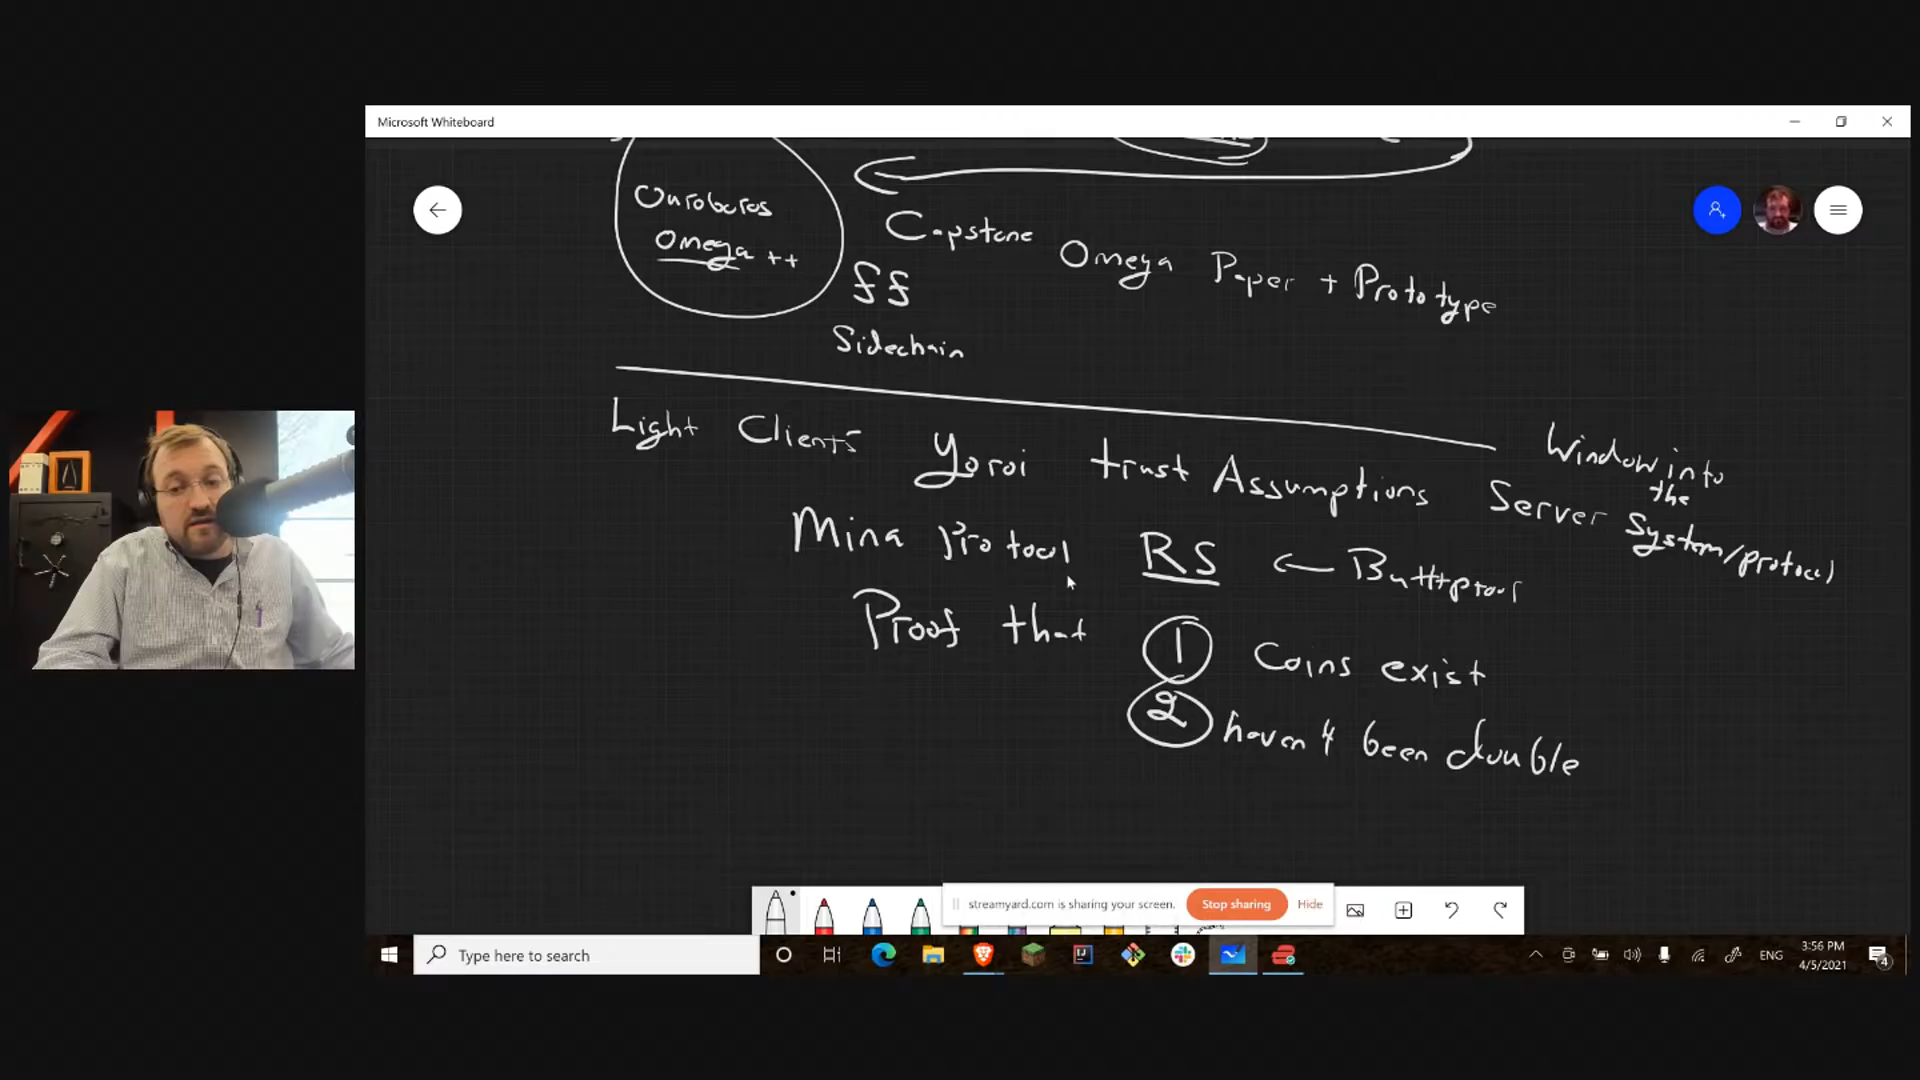 Microsoft Whiteboard
Ouroboros
Omega ++
Capstone Omega Paper + Prototype
Sidechain
Light Clients Yoroi trust Assumptions Server
Window into
the
System/protocol
Mina Protocol RS ←
Proof that
1 Coins exist
2 haven't been double
streamyard.com is sharing your screen. Stop sharing Hide
Type here to search
ENG
3:56 PM
4/5/2021
4